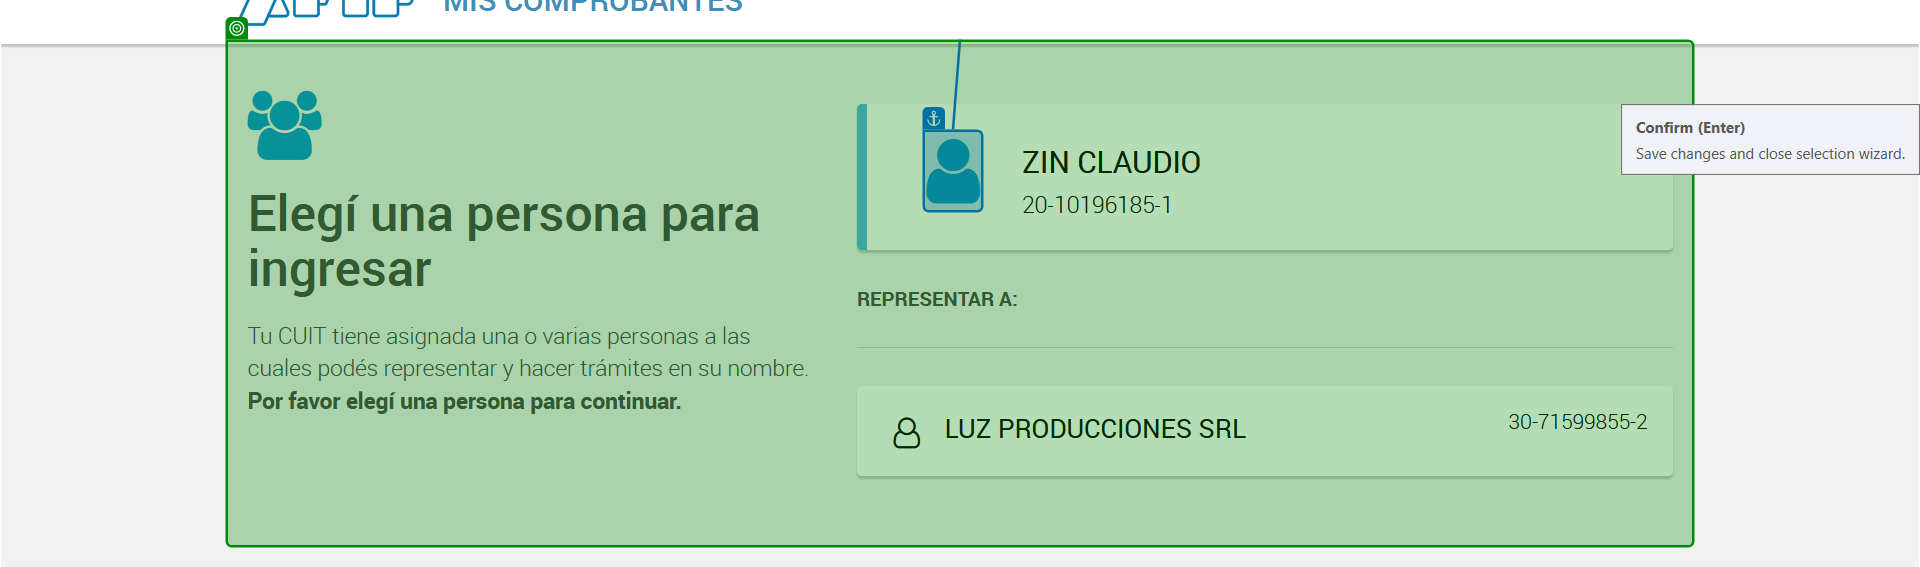 MIS COMPROBANTES
Elegí una persona para
ingresar
Tu CUIT tiene asignada una o varias personas a las
cuales podés representar y hacer trámites en su nombre.
Por favor elegí una persona para continuar.
ZIN CLAUDIO
20-10196185-1
REPRESENTAR A:
LUZ PRODUCCIONES SRL
30-71599855-2
Confirm (Enter)
Save changes and close selection wizard.